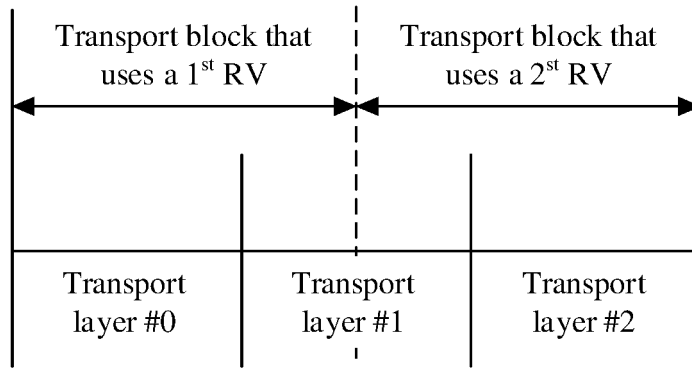 Transport block that
uses a 1st RV
Transport block that
uses a 2st RV
Transport
layer #0
Transport
layer #1
Transport
layer #2